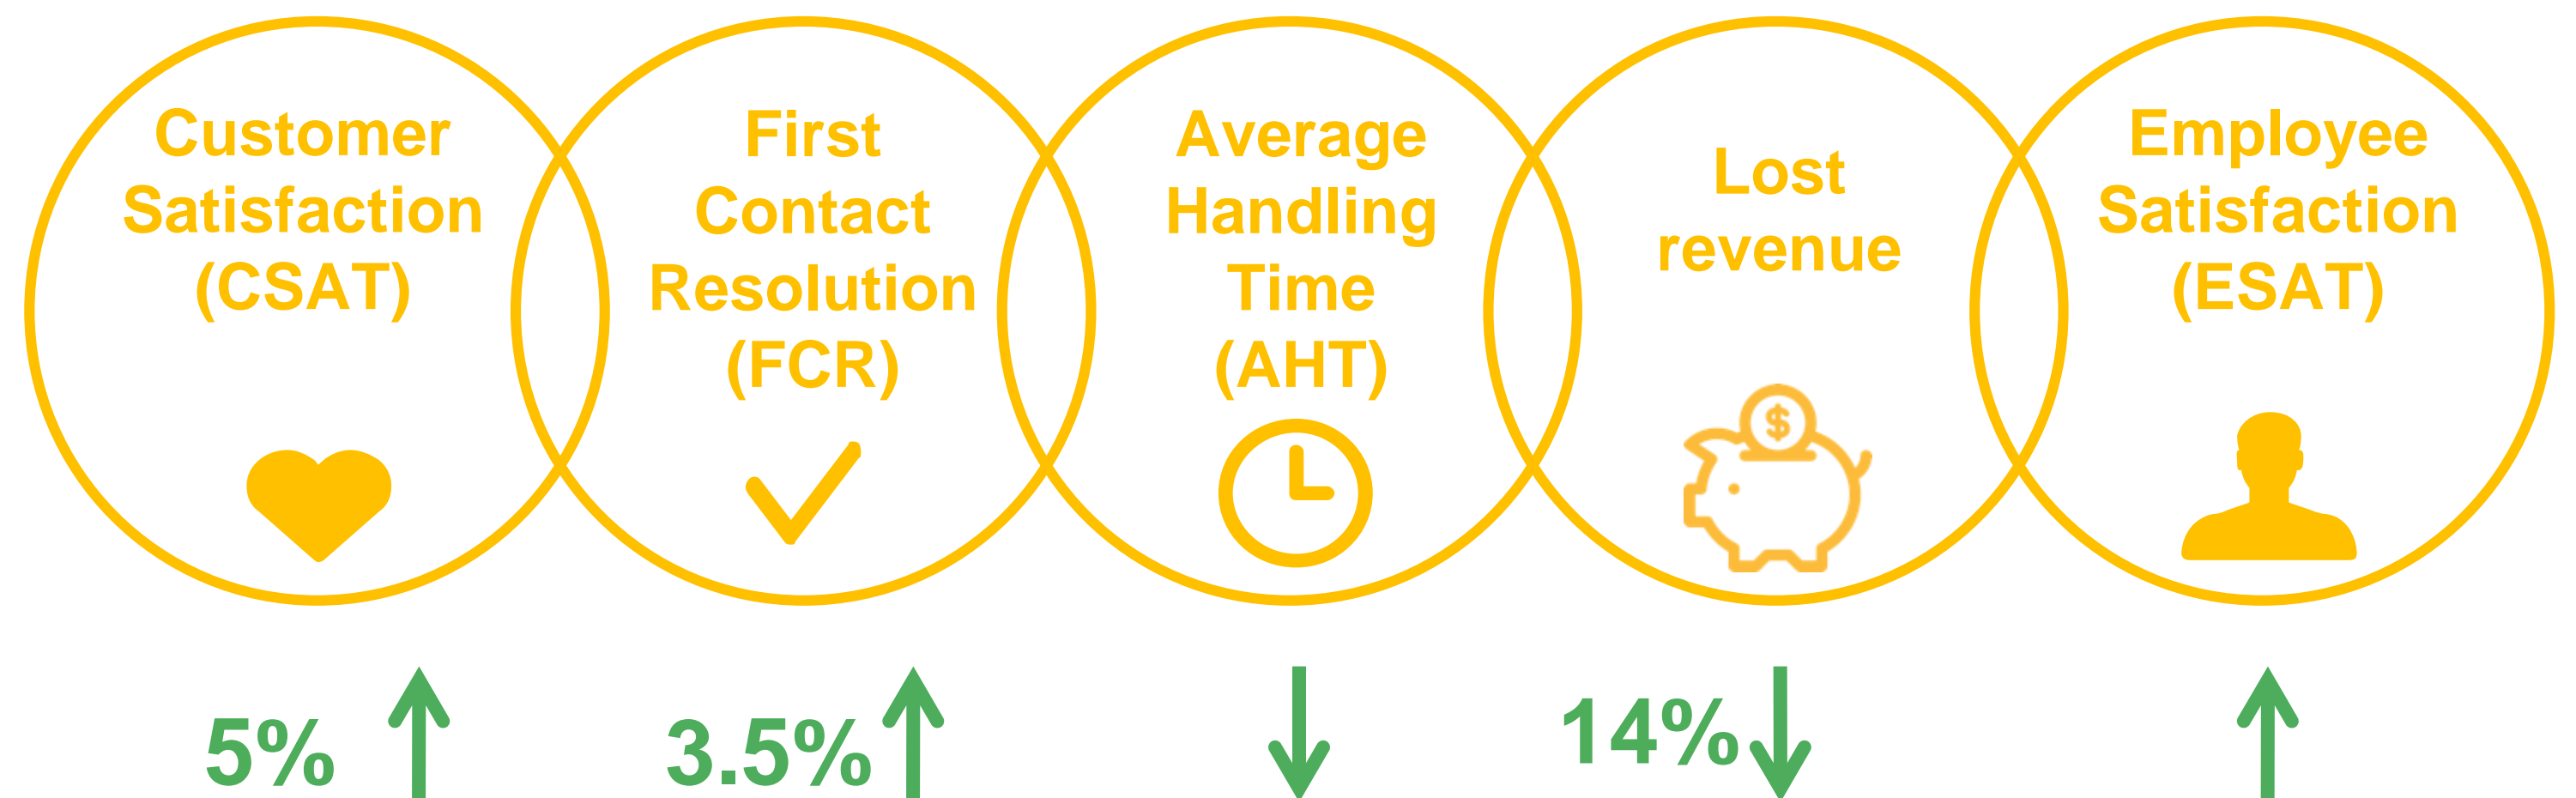 Customer
Satisfaction
(CSAT)
First
Contact
Resolution
(FCR)
Average
Handling
Time
(AHT)
Lost
revenue
$
Employee
Satisfaction
(ESAT)
5%
3.5%
14%